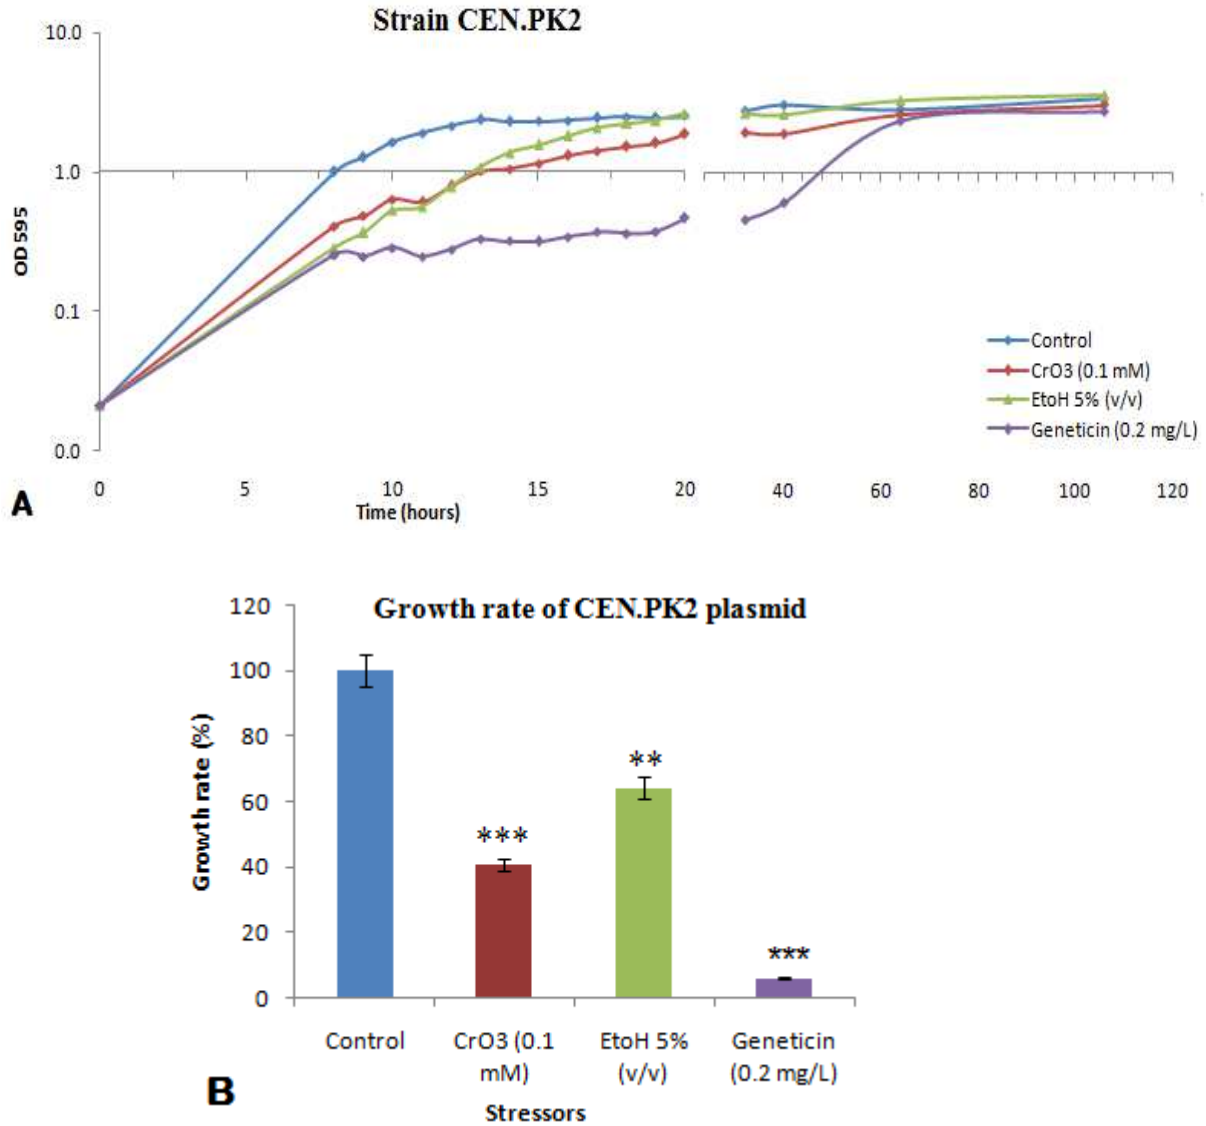 Strain CEN.PK2
10.0
1.0
0.1
0.0
OD 595
0 5 10 15 20 40 60 80 100 120
Time (hours)
Control
CrO3 (0.1 mM)
EtoH 5% (v/v)
Geneticin (0.2 mg/L)
A
Growth rate of CEN.PK2 plasmid
120
100
80
60
40
20
0
Growth rate (%)
***
**
***
Control
CrO3 (0.1
mM)
EtoH 5%
(v/v)
Geneticin
(0.2 mg/L)
B
Stressors